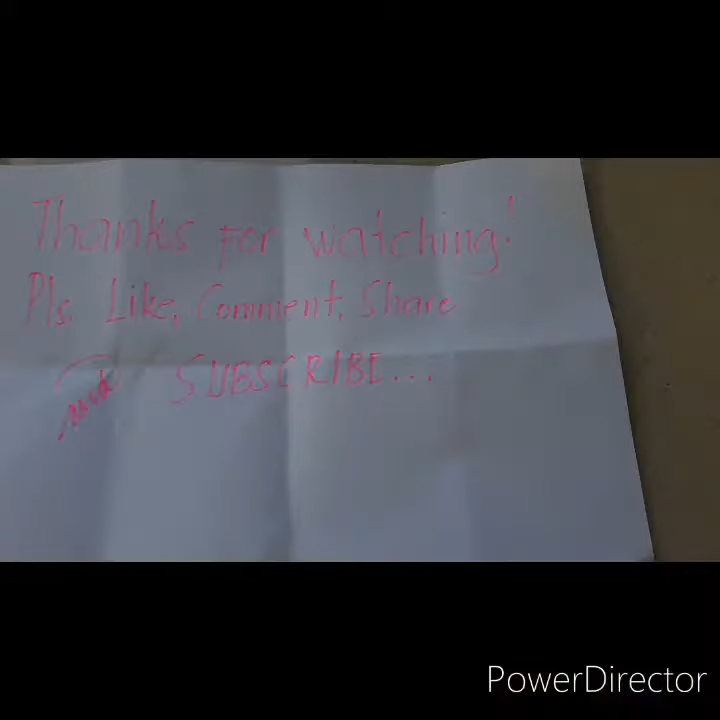 Thanks For Watching!
Pls. Like, Comment, Share
SUBSCRIBE...
PowerDirector